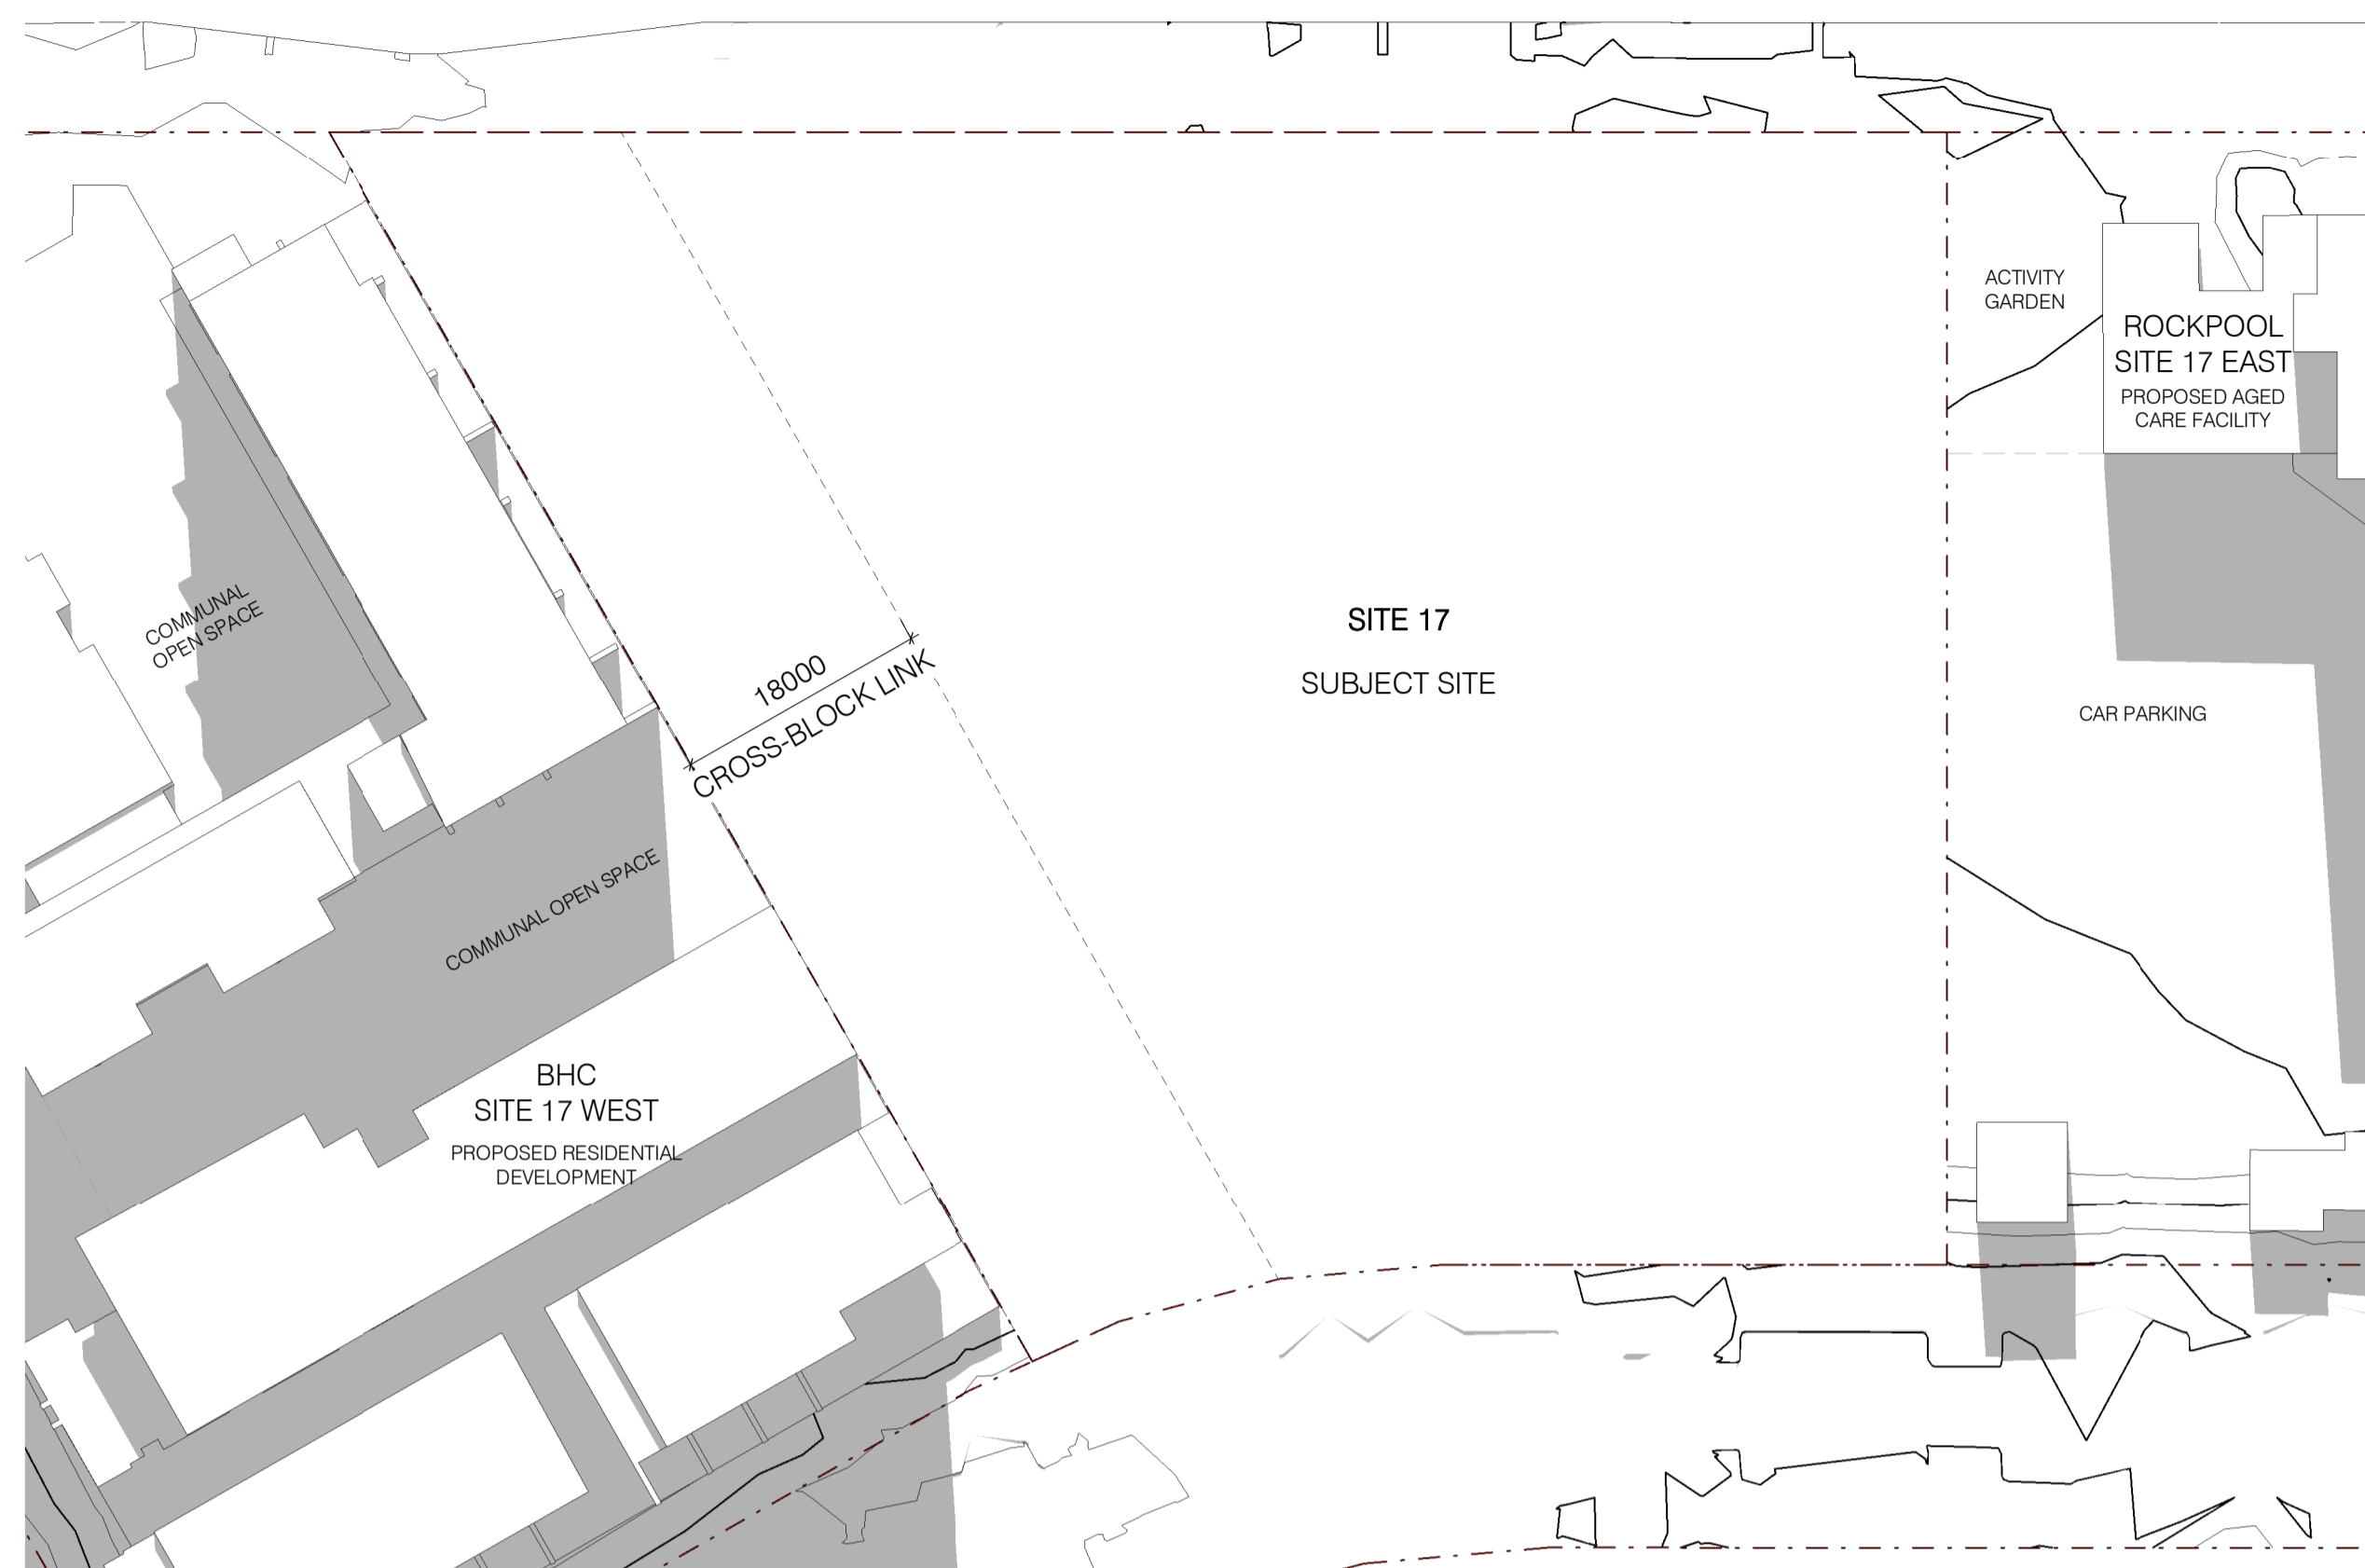 ACTIVITY
GARDEN
ROCKPOOL
SITE 17 EAST
PROPOSED AGED
CARE FACILITY
COMMUNAL
OPEN SPACE
SITE 17
SUBJECT SITE
18000
CROSS-BLOCK LINK
CAR PARKING
COMMUNAL OPEN SPACE
BHC
SITE 17 WEST
PROPOSED RESIDENTIAL
DEVELOPMENT